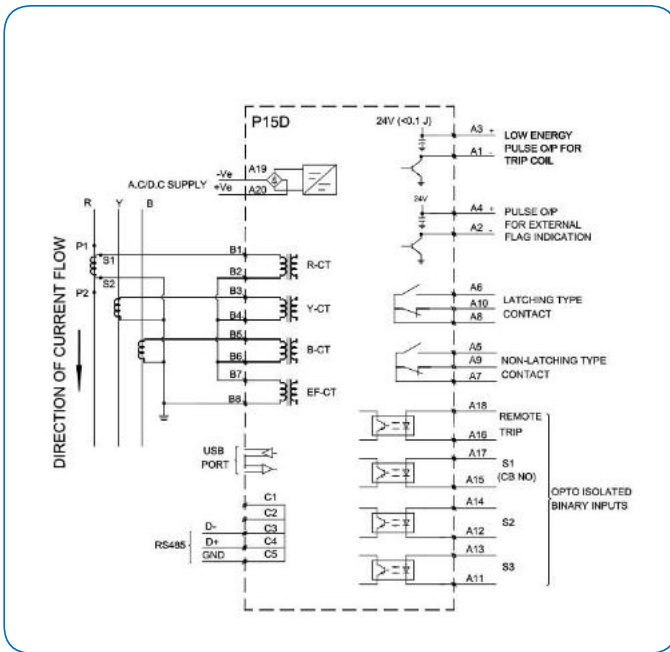 P15D
24V (<0.1 J)
A3 +
LOW ENERGY
PULSE O/P FOR
TRIP COIL
A1 -
-Ve
A19
A.C/D.C SUPPLY
+Ve
A20
&
24V
A4 +
PULSE O/P
FOR EXTERNAL
FLAG INDICATION
A2 -
R Y B
P1
S1
S2
P2
DIRECTION OF CURRENT FLOW
B1
R-CT
B2
B3
Y-CT
B4
B5
B-CT
B6
B7
EF-CT
B8
A6
A10
LATCHING TYPE
CONTACT
A8
A5
A9
NON-LATCHING TYPE
CONTACT
A7
A18
REMOTE
TRIP
A16
A17
S1
(CB NO)
A15
A14
S2
A12
A13
S3
A11
OPTO ISOLATED
BINARY INPUTS
USB
PORT
C1
C2
D- C3
RS485
D+ C4
GND C5